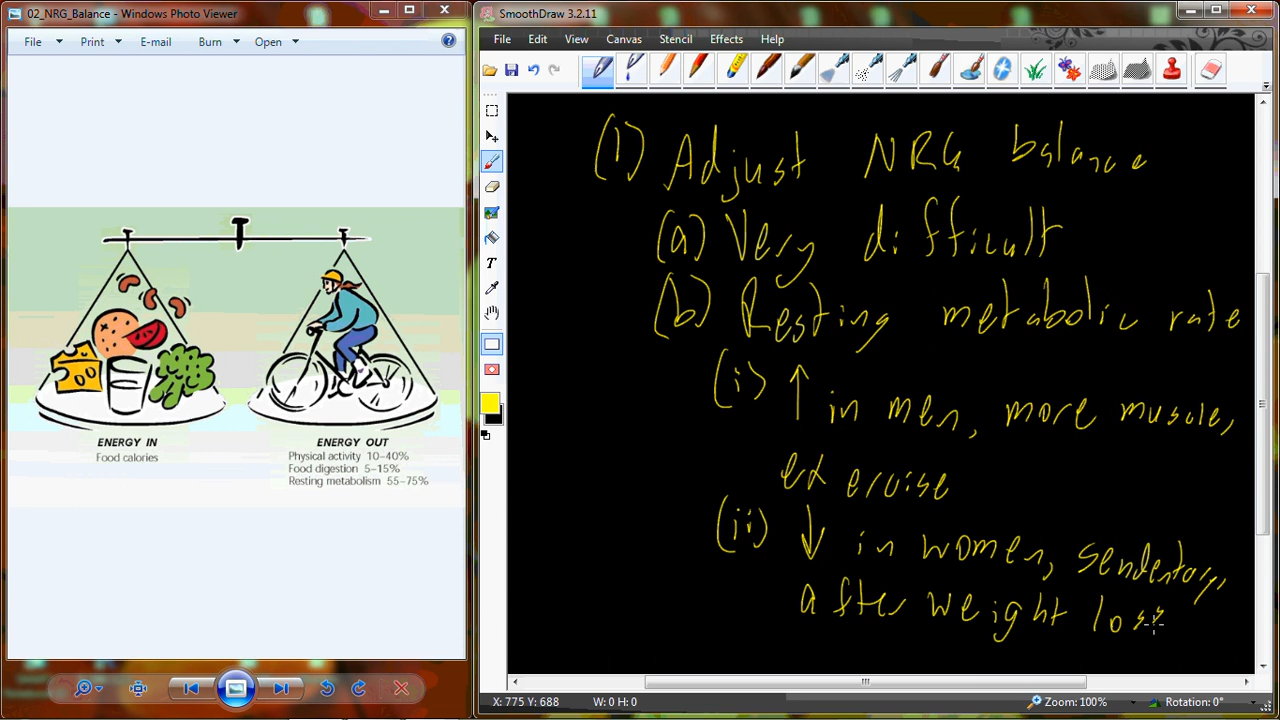 02_NRG_Balance - Windows Photo Viewer
File Print E-mail Burn Open
ENERGY IN
Food calories
ENERGY OUT
Physical activity 10–40%
Food digestion 5–15%
Resting metabolism 55–75%
SmoothDraw 3.2.11
File Edit View Canvas Stencil Effects Help
(1) Adjust NRG balance
(a) Very difficult
(b) Resting metabolic rate
(i) ↑ in men, more muscle,
exercise
(ii) ↓ in women, sendentary,
after weight loss
X: 775 Y: 688 W: 0 H: 0 Zoom: 100% Rotation: 0°